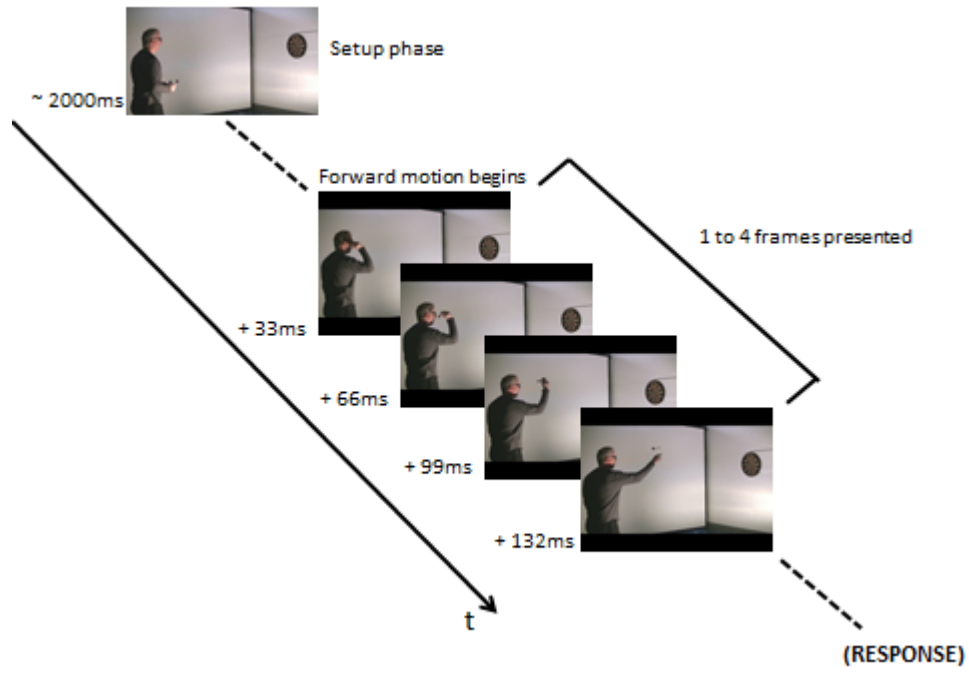 Setup phase
~ 2000ms
Forward motion begins
1 to 4 frames presented
+ 33ms
+ 66ms
+ 99ms
+ 132ms
t
(RESPONSE)